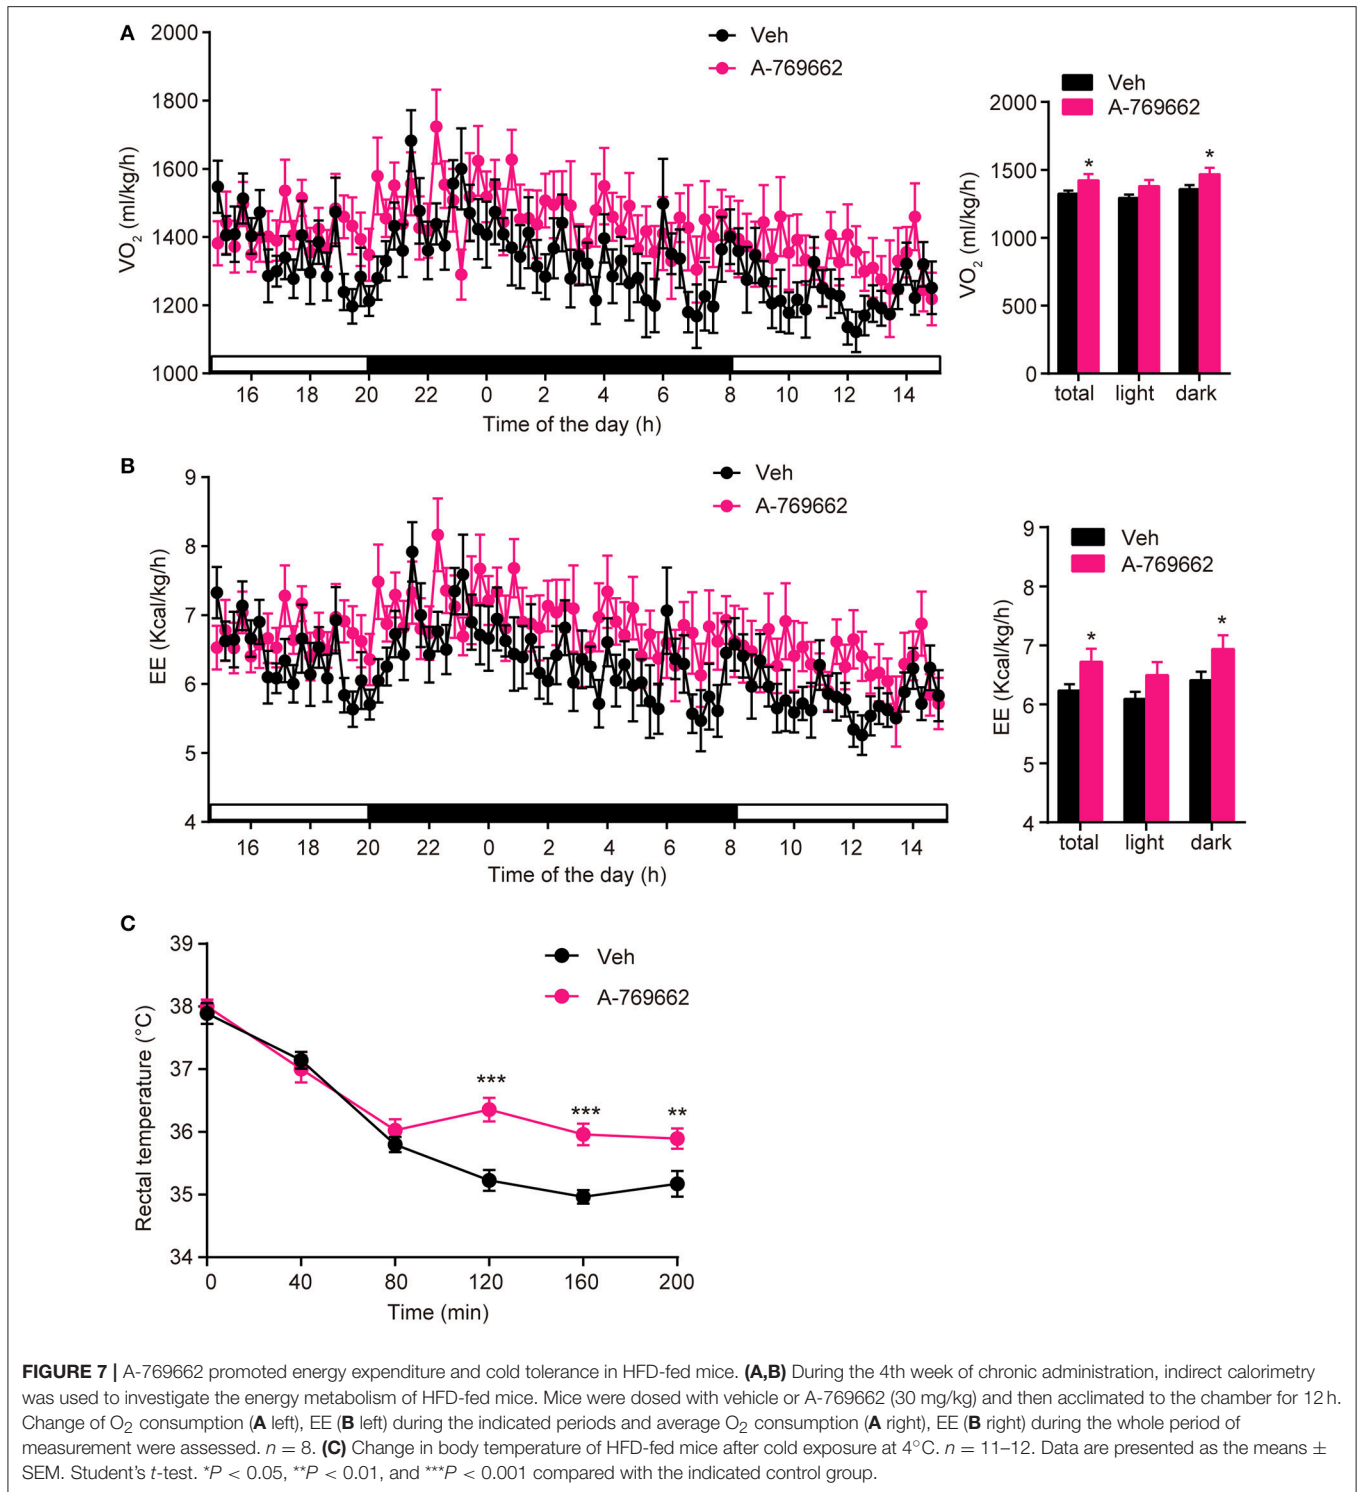 A
2000
1800
1600
1400
1200
1000
VO2 (ml/kg/h)
Veh
A-769662
16 18 20 22 0 2 4 6 8 10 12 14
Time of the day (h)
Veh
A-769662
2000
1500
1000
500
0
VO2 (ml/kg/h)
* *
total light dark
B
9
8
7
6
5
4
EE (Kcal/kg/h)
Veh
A-769662
16 18 20 22 0 2 4 6 8 10 12 14
Time of the day (h)
9
8
7
6
5
4
EE (Kcal/kg/h)
Veh
A-769662
* *
total light dark
C
39
38
37
36
35
34
Rectal temperature (°C)
Veh
A-769662
*** *** **
0 40 80 120 160 200
Time (min)
FIGURE 7 | A-769662 promoted energy expenditure and cold tolerance in HFD-fed mice. (A,B) During the 4th week of chronic administration, indirect calorimetry
was used to investigate the energy metabolism of HFD-fed mice. Mice were dosed with vehicle or A-769662 (30 mg/kg) and then acclimated to the chamber for 12 h.
Change of O2 consumption (A left), EE (B left) during the indicated periods and average O2 consumption (A right), EE (B right) during the whole period of
measurement were assessed. n = 8. (C) Change in body temperature of HFD-fed mice after cold exposure at 4°C. n = 11–12. Data are presented as the means ±
SEM. Student's t-test. *P < 0.05, **P < 0.01, and ***P < 0.001 compared with the indicated control group.